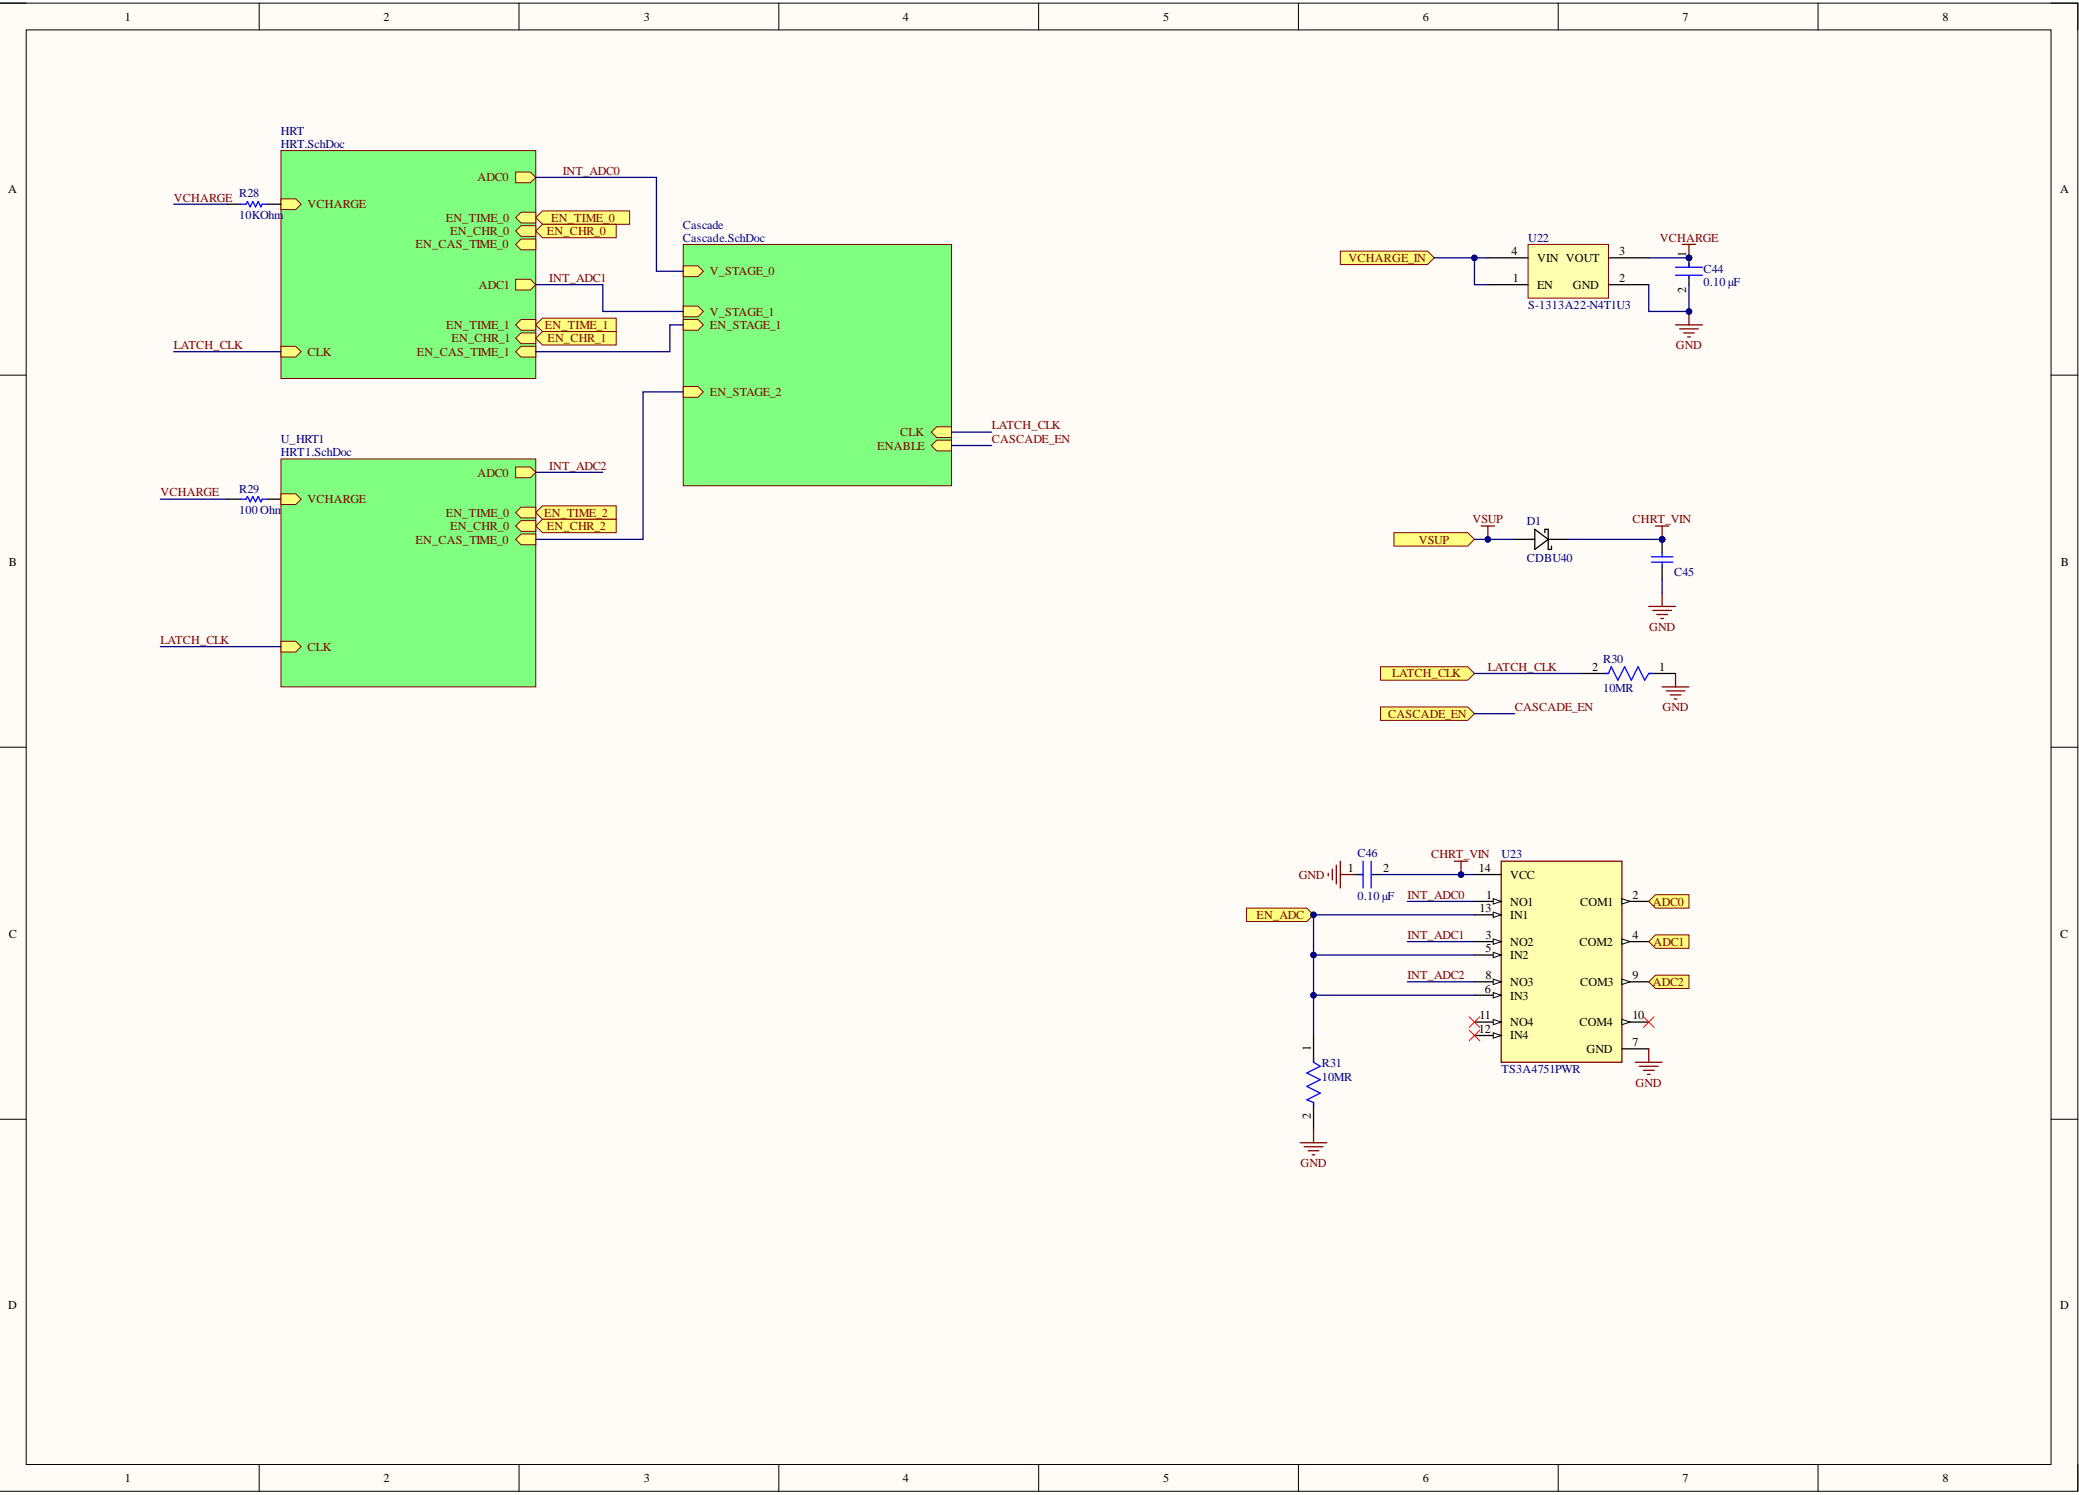 1 2 3 4 5 6 7 8
A
HRT
HRT.SchDoc
VCHARGE
R28
10KOhm
VCHARGE
ADC0
INT_ADC0
EN_TIME_0
EN_TIME_0
EN_CHR_0
EN_CHR_0
EN_CAS_TIME_0
ADC1
INT_ADC1
EN_TIME_1
EN_TIME_1
EN_CHR_1
EN_CHR_1
EN_CAS_TIME_1
LATCH_CLK
CLK
Cascade
Cascade.SchDoc
V_STAGE_0
V_STAGE_1
EN_STAGE_1
EN_STAGE_2
CLK
LATCH_CLK
ENABLE
CASCADE_EN
U_HRT1
HRT1.SchDoc
ADC0
INT_ADC2
VCHARGE
R29
100 Ohm
VCHARGE
EN_TIME_0
EN_TIME_2
EN_CHR_0
EN_CHR_2
EN_CAS_TIME_0
LATCH_CLK
CLK
VCHARGE_IN
U22
4 VIN VOUT 3
1 EN GND 2
S-1313A22-N4T1U3
VCHARGE
1
C44
0.10 µF
2
GND
A
B
VSUP
VSUP
D1
CDBU40
CHRT_VIN
C45
GND
LATCH_CLK
LATCH_CLK
2
R30
1
10MR
GND
CASCADE_EN
CASCADE_EN
B
C
GND
1
C46
2
0.10 µF
CHRT_VIN
14
U23
VCC
INT_ADC0
1
NO1
COM1
2
ADC0
EN_ADC
13
IN1
INT_ADC1
3
NO2
COM2
4
ADC1
5
IN2
INT_ADC2
8
NO3
COM3
9
ADC2
6
IN3
11
NO4
COM4
10
12
IN4
GND
7
TS3A4751PWR
GND
1
R31
10MR
2
GND
C
D
D
1 2 3 4 5 6 7 8